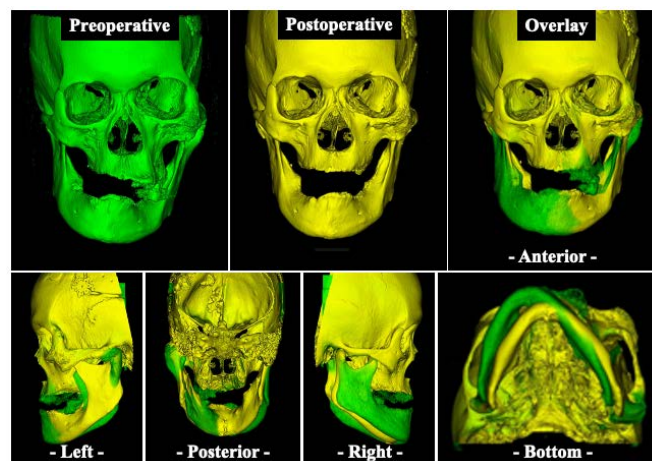 Preoperative
Postoperative
Overlay
- Anterior -
- Left -
- Posterior -
- Right -
- Bottom -